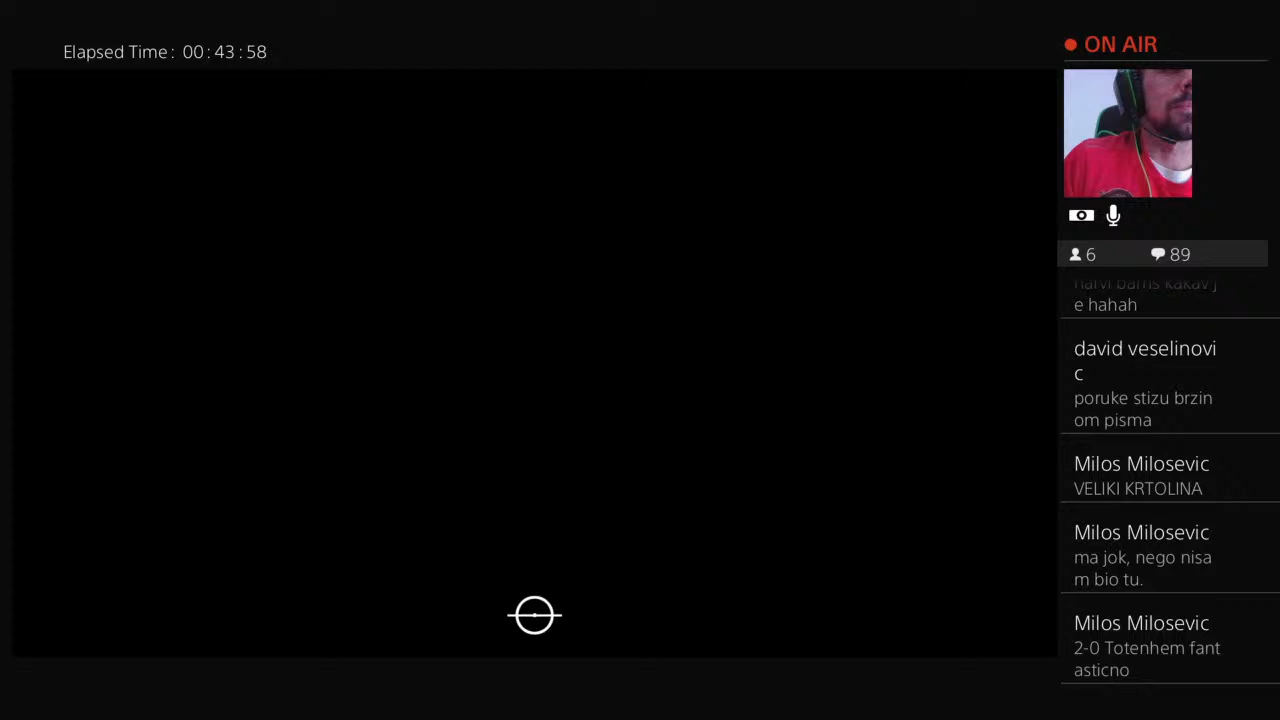 Elapsed Time: 00:43:58
ON AIR
6 89
e hahah
david veselinovi
c
poruke stizu brzin
om pisma
Milos Milosevic
VELIKI KRTOLINA
Milos Milosevic
ma jok, nego nisa
m bio tu.
Milos Milosevic
2-0 Totenhem fant
asticno